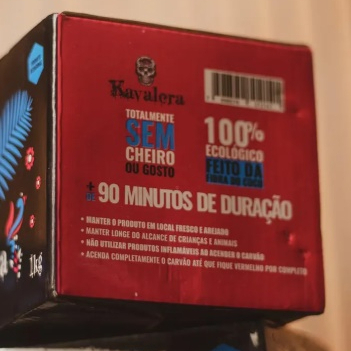 Kavalera
TOTALMENTE
SEM
CHEIRO
OU GOSTO
100%
ECOLÓGICO
FEITO DA
FIBRA DO COCO
+ DE 90 MINUTOS DE DURAÇÃO
• MANTER O PRODUTO EM LOCAL FRESCO E AREJADO
• MANTER LONGE DO ALCANCE DE CRIANÇAS E ANIMAIS
• NÃO UTILIZAR PRODUTOS INFLAMÁVEIS AO ACENDER O CARVÃO
• ACENDA COMPLETAMENTE O CARVÃO ATÉ QUE FIQUE VERMELHO POR COMPLETO
1kg